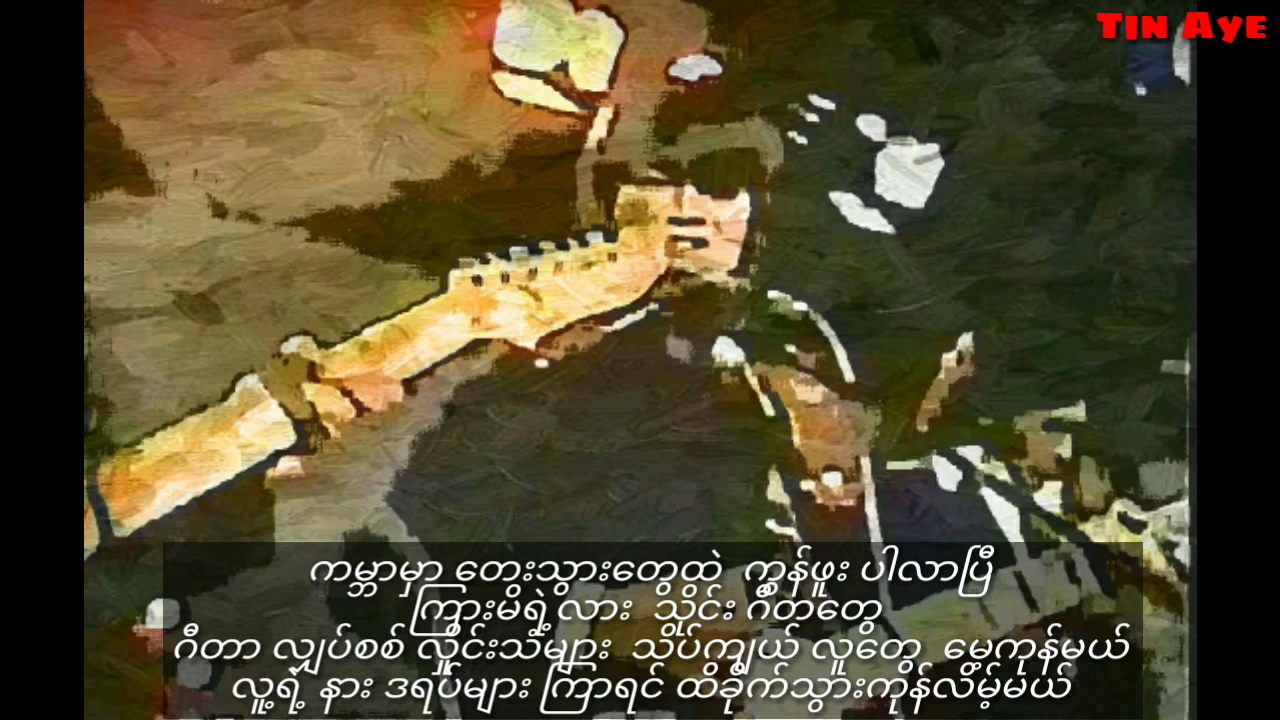 Tin Aye
ကမ္ဘာမှာ တေးသွားတွေထဲ ကွန်ဖူး ပါလာပြီ
ကြားမိရဲ့လား သိုင်း ဂီတတွေ
ဂီတာ လျှပ်စစ် လှိုင်းသံများ သိပ်ကျယ် လူတွေ မေ့ကုန်မယ်
လူ့ရဲ့ နား ဒရပ်များ ကြာရင် ထိခိုက်သွားကုန်လိမ့်မယ်